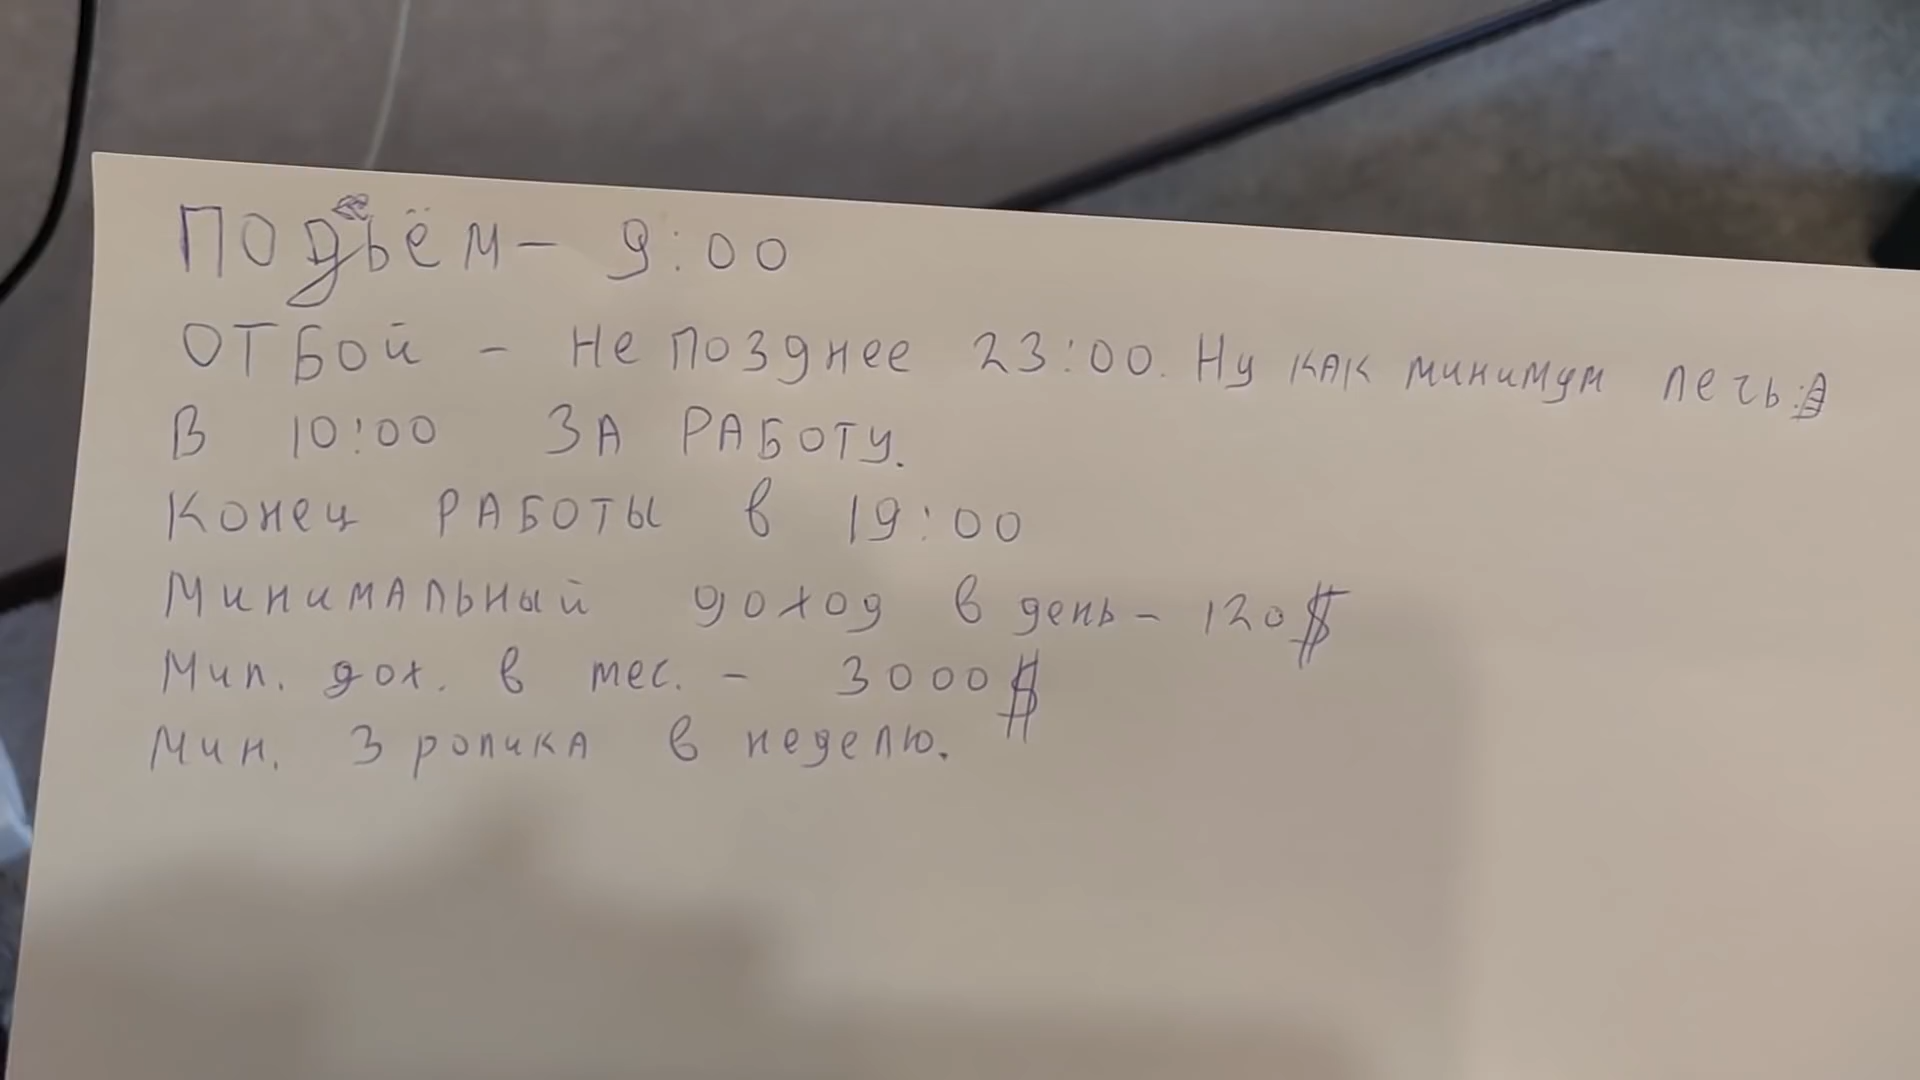 ПОДЪЁМ - 9:00
ОТБОЙ - Не позднее 23:00. Ну как минимум лечь :D
В 10:00 ЗА РАБОТУ.
Конец РАБОТЫ в 19:00
Минимальный доход в день - 120$
Мин. дох. в мес. - 3000$
Мин. 3 ролика в неделю.